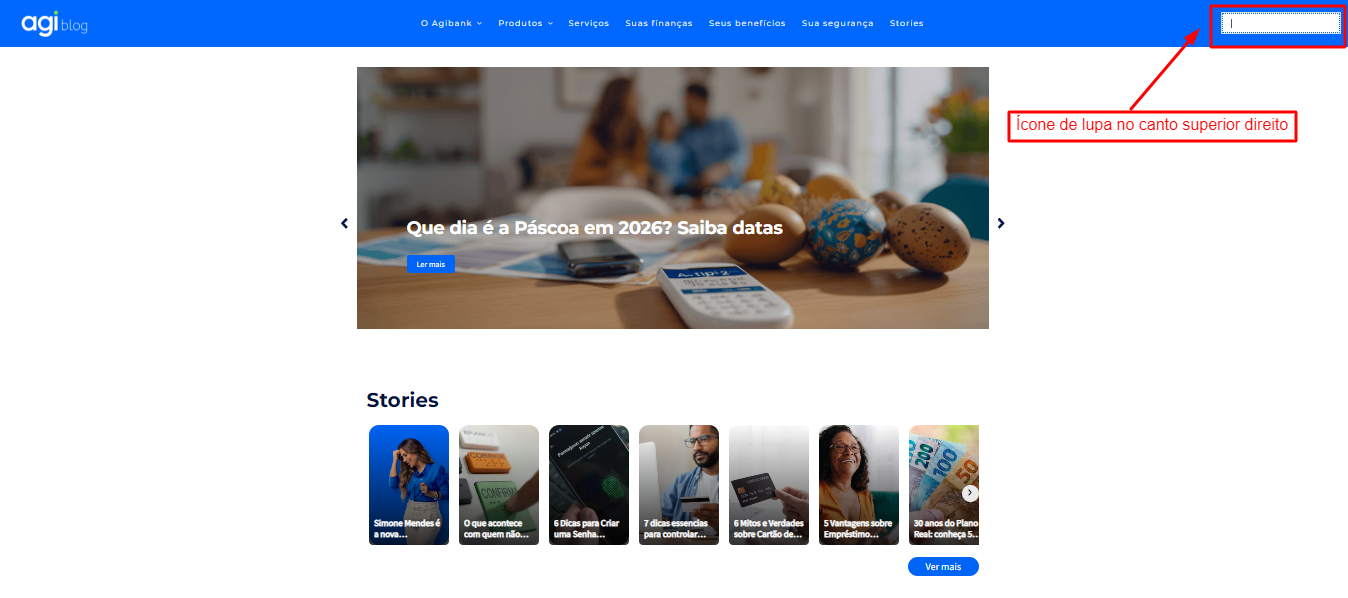 agi blog
O Agibank Produtos Serviços Suas finanças Seus benefícios Sua segurança Stories
Ícone de lupa no canto superior direito
Que dia é a Páscoa em 2026? Saiba datas
Ler mais
Stories
Simone Mendes é
a nova...
O que acontece
com quem não...
6 Dicas para Criar
uma Senha...
7 dicas essencias
para controlar...
6 Mitos e Verdades
sobre Cartão de...
5 Vantagens sobre
Empréstimo...
30 anos do Plano
Real: conheça 5...
Ver mais